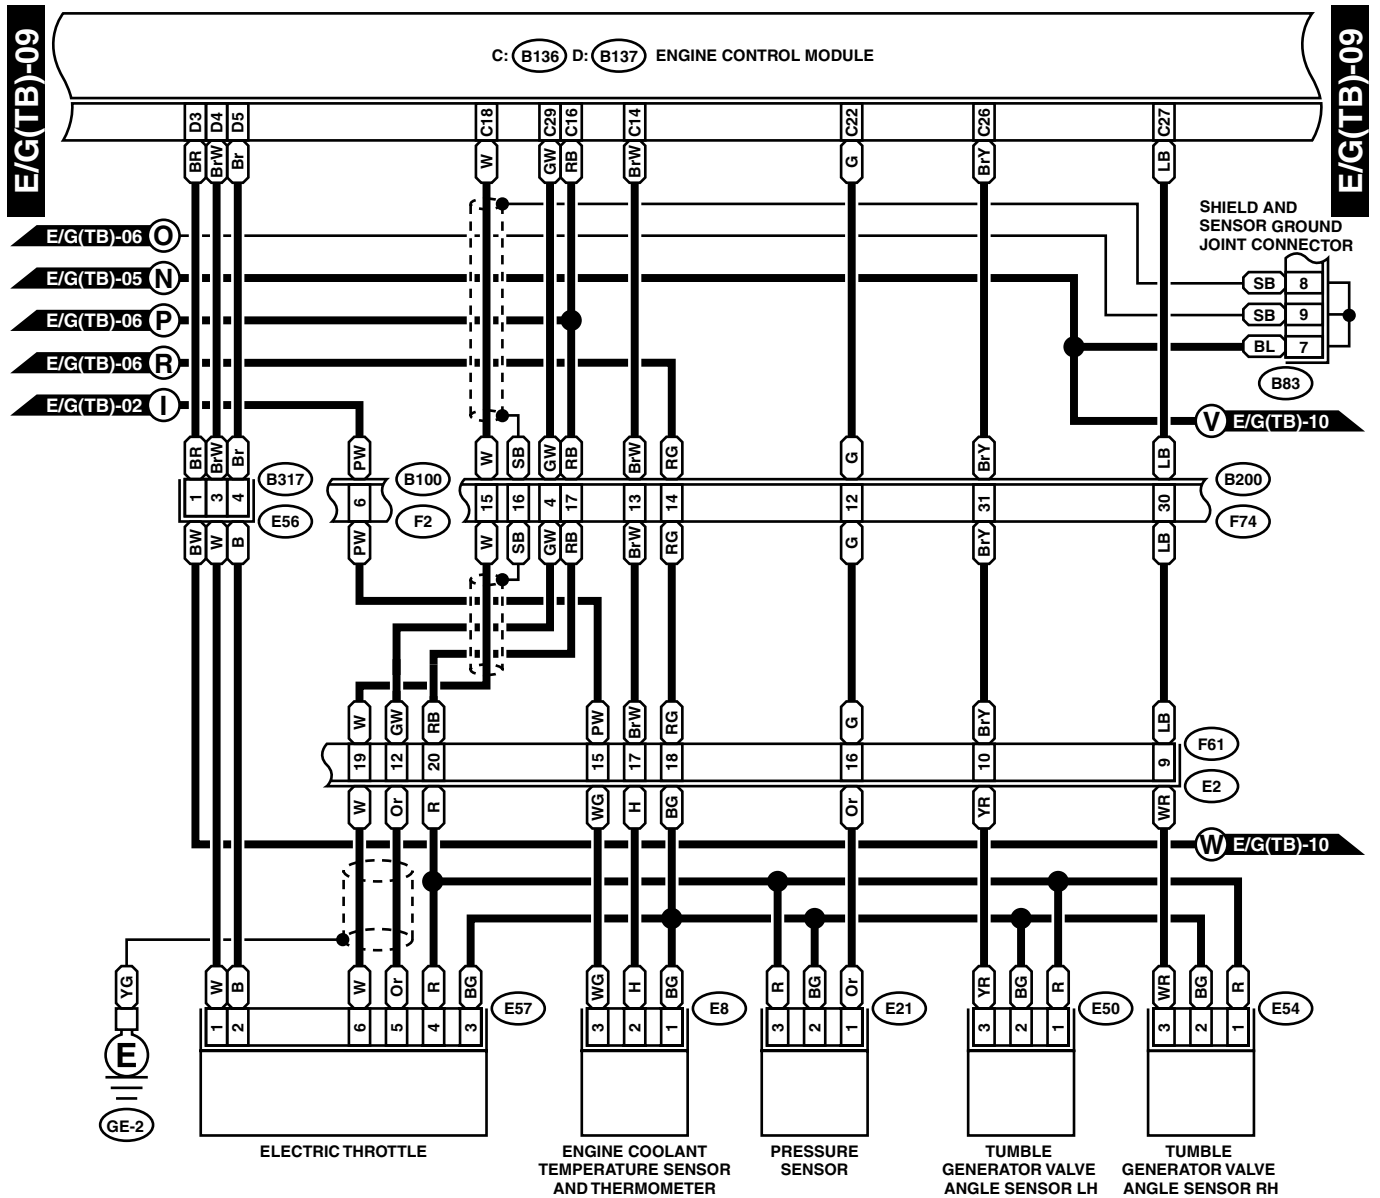 E/G(TB)-09
E/G(TB)-09
C: B136 D: B137 ENGINE CONTROL MODULE
D3 D4 D5 C18 C29 C16 C14 C22 C26 C27
BR BrW Br W GW RB BrW G BrY LB
SHIELD AND
SENSOR GROUND
JOINT CONNECTOR
E/G(TB)-06 O
E/G(TB)-05 N
SB 8
E/G(TB)-06 P
SB 9
BL 7
E/G(TB)-06 R
B83
E/G(TB)-02 I
V E/G(TB)-10
BR BrW Br PW W SB GW RB BrW RG G BrY LB
B317 B100 B200
1 3 4 6 15 16 4 17 13 14 12 31 30
E56 F2 F74
BW W B PW W SB GW RB BrW RG G BrY LB
W GW RB PW BrW RG G BrY LB
F61
19 12 20 15 17 18 16 10 9
E2
W Or R WG H BG Or YR WR
W E/G(TB)-10
YG W B W Or R BG WG H BG R BG Or YR BG R WR BG R
E57 E8 E21 E50 E54
1 2 6 5 4 3 3 2 1 3 2 1 3 2 1 3 2 1
E
GE-2
ELECTRIC THROTTLE
ENGINE COOLANT
TEMPERATURE SENSOR
AND THERMOMETER
PRESSURE
SENSOR
TUMBLE
GENERATOR VALVE
ANGLE SENSOR LH
TUMBLE
GENERATOR VALVE
ANGLE SENSOR RH